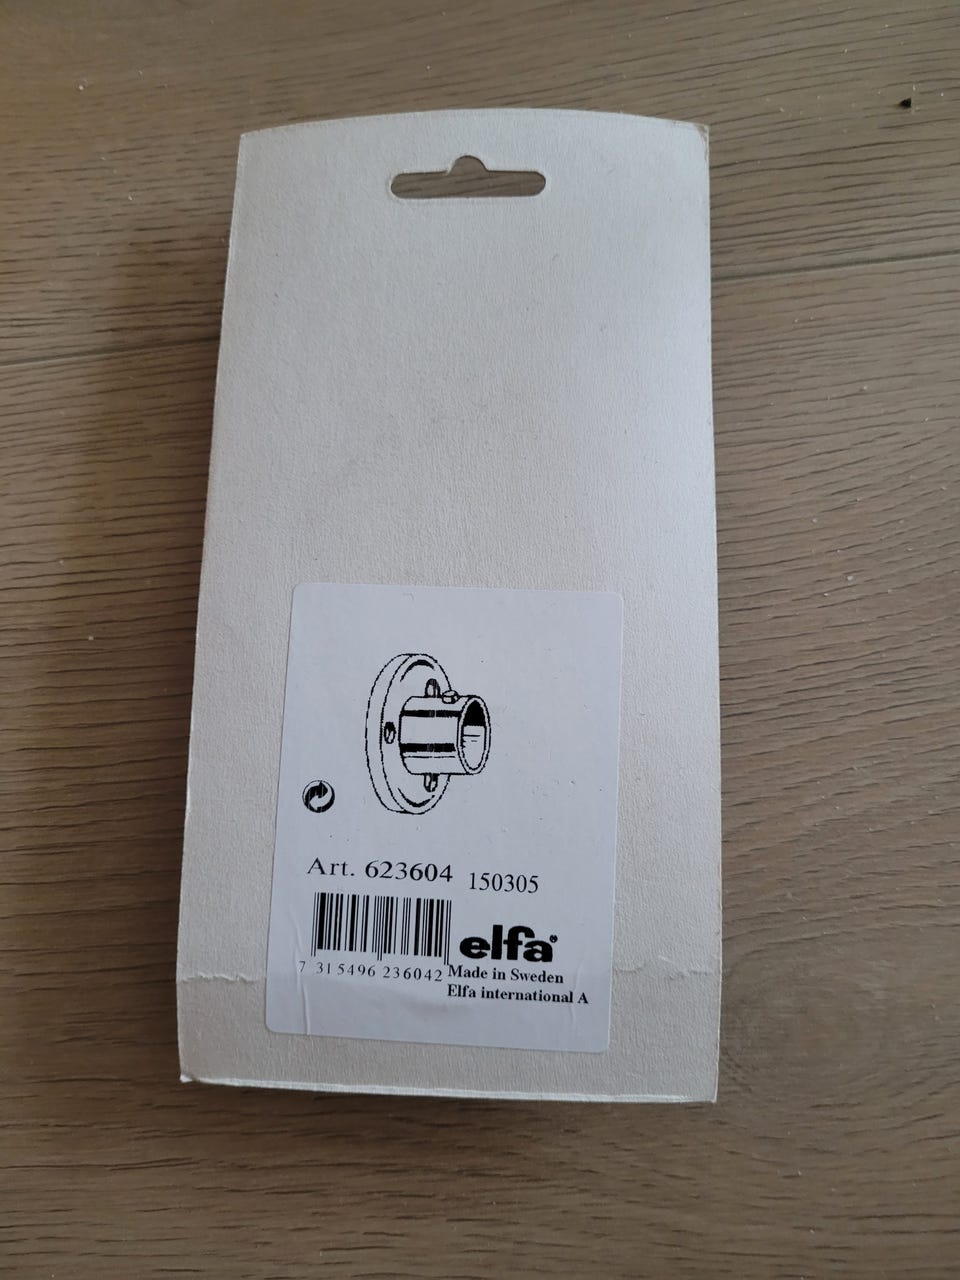 Art. 623604 150305
elfa®
7 315496 236042
Made in Sweden
Elfa international A